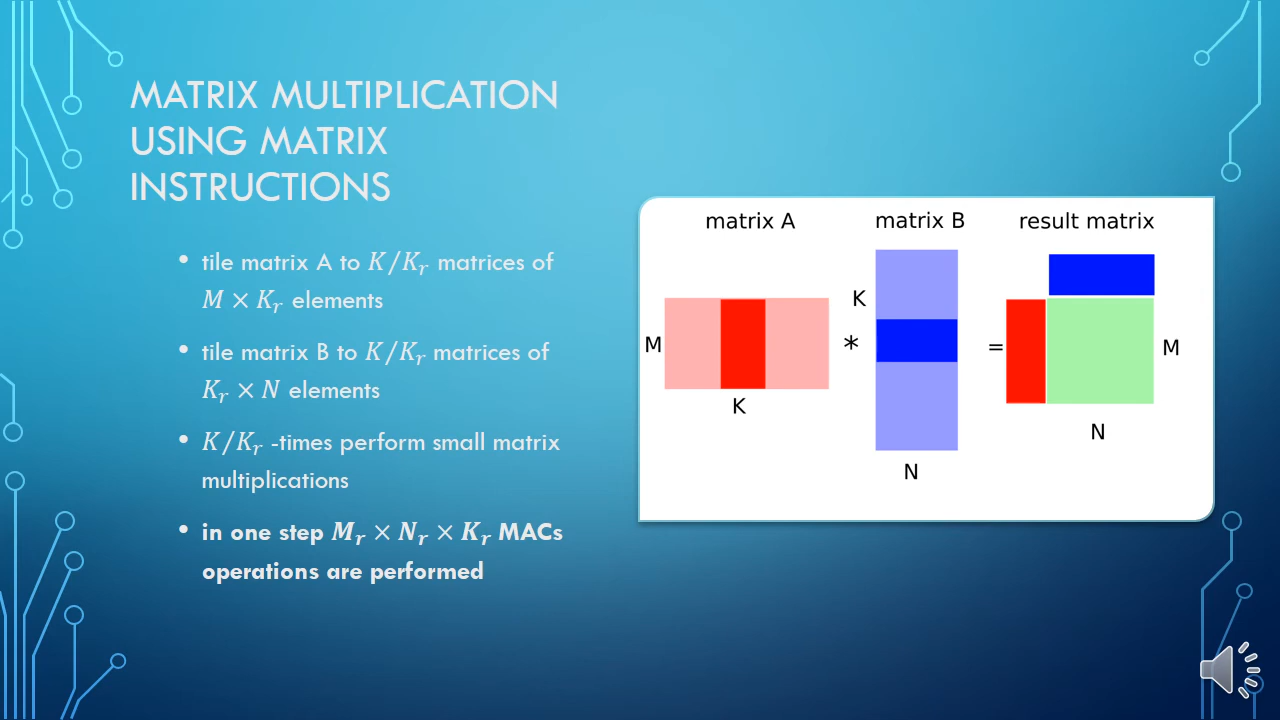 MATRIX MULTIPLICATION
USING MATRIX
INSTRUCTIONS
• tile matrix A to K/Kᵣ matrices of
M × Kᵣ elements
• tile matrix B to K/Kᵣ matrices of
Kᵣ × N elements
• K/Kᵣ -times perform small matrix
multiplications
• in one step Mᵣ × Nᵣ × Kᵣ MACs
operations are performed
matrix A
matrix B
result matrix
M
K
*
K
N
=
M
N